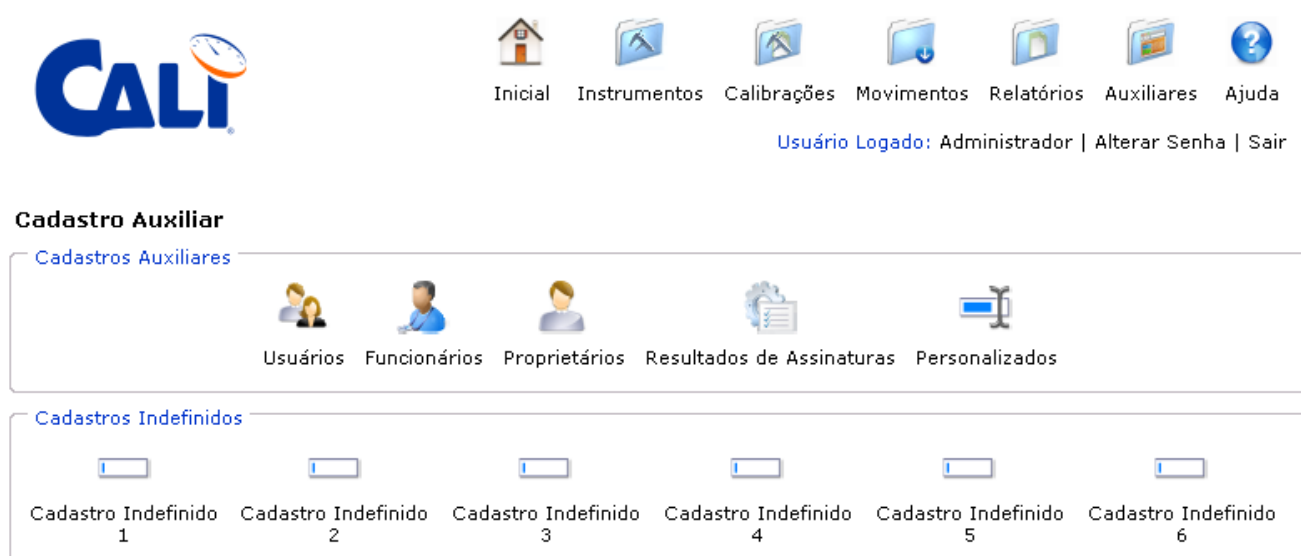 CALI
Inicial Instrumentos Calibrações Movimentos Relatórios Auxiliares Ajuda
Usuário Logado: Administrador | Alterar Senha | Sair
Cadastro Auxiliar
Cadastros Auxiliares
Usuários Funcionários Proprietários Resultados de Assinaturas Personalizados
Cadastros Indefinidos
Cadastro Indefinido Cadastro Indefinido Cadastro Indefinido Cadastro Indefinido Cadastro Indefinido Cadastro Indefinido
1 2 3 4 5 6